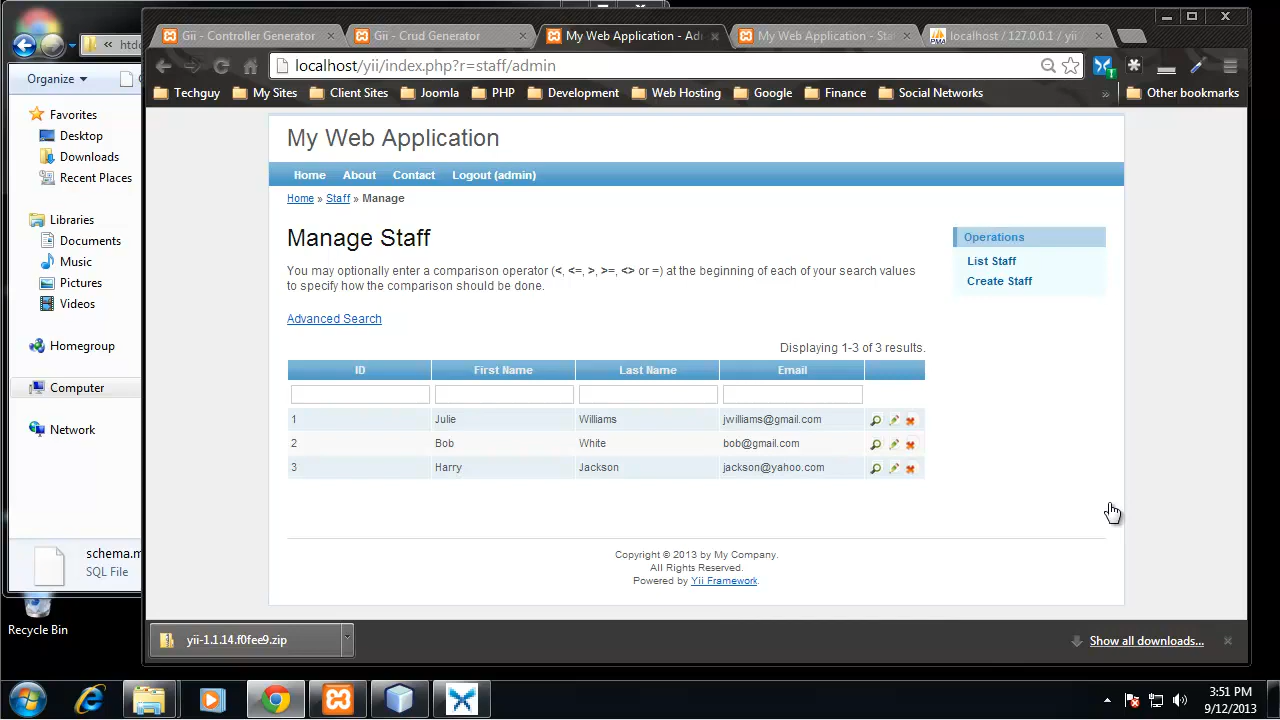 Gii - Controller Generator
Gii - Crud Generator
My Web Application - Ad
My Web Application - Sta
localhost / 127.0.0.1 / yii
« htdo
localhost/yii/index.php?r=staff/admin
Organize
Techguy
My Sites
Client Sites
Joomla
PHP
Development
Web Hosting
Google
Finance
Social Networks
»
Other bookmarks
Favorites
Desktop
Downloads
Recent Places
Libraries
Documents
Music
Pictures
Videos
Homegroup
Computer
Network
schema.m
SQL File
Recycle Bin
My Web Application
Home About Contact Logout (admin)
Home » Staff » Manage
Manage Staff
You may optionally enter a comparison operator (<, <=, >, >=, <> or =) at the beginning of each of your search values
to specify how the comparison should be done.
Advanced Search
Operations
List Staff
Create Staff
Displaying 1-3 of 3 results.
ID First Name Last Name Email
1 Julie Williams jwilliams@gmail.com
2 Bob White bob@gmail.com
3 Harry Jackson jackson@yahoo.com
Copyright © 2013 by My Company.
All Rights Reserved.
Powered by Yii Framework.
yii-1.1.14.f0fee9.zip
Show all downloads...
3:51 PM
9/12/2013